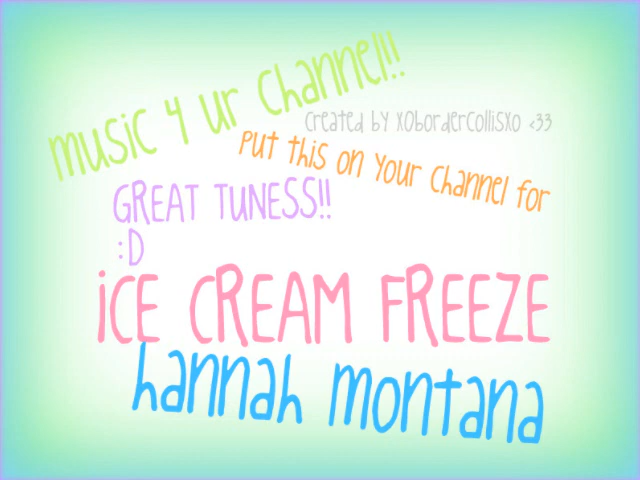 music 4 ur channel!!
created by xobordercollisxo <33
put this on your channel for
GREAT TUNESS!!
:D
iCE CREAM FREEZE
hannah montana